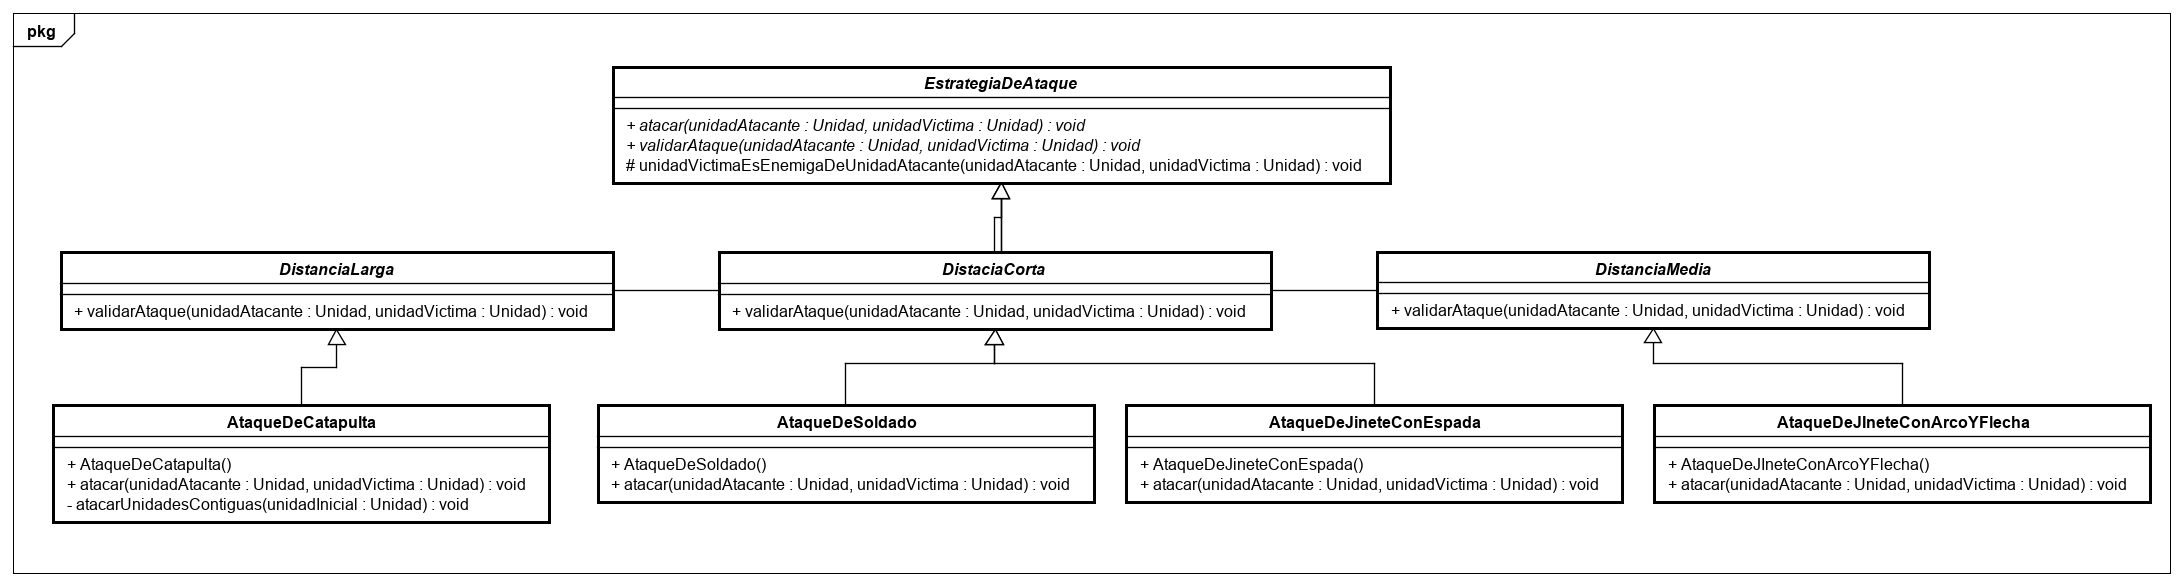 pkg
EstrategiaDeAtaque
+ atacar(unidadAtacante : Unidad, unidadVictima : Unidad) : void
+ validarAtaque(unidadAtacante : Unidad, unidadVictima : Unidad) : void
# unidadVictimaEsEnemigaDeUnidadAtacante(unidadAtacante : Unidad, unidadVictima : Unidad) : void
DistanciaLarga
+ validarAtaque(unidadAtacante : Unidad, unidadVictima : Unidad) : void
DistaciaCorta
+ validarAtaque(unidadAtacante : Unidad, unidadVictima : Unidad) : void
DistanciaMedia
+ validarAtaque(unidadAtacante : Unidad, unidadVictima : Unidad) : void
AtaqueDeCatapulta
+ AtaqueDeCatapulta()
+ atacar(unidadAtacante : Unidad, unidadVictima : Unidad) : void
- atacarUnidadesContiguas(unidadInicial : Unidad) : void
AtaqueDeSoldado
+ AtaqueDeSoldado()
+ atacar(unidadAtacante : Unidad, unidadVictima : Unidad) : void
AtaqueDeJineteConEspada
+ AtaqueDeJineteConEspada()
+ atacar(unidadAtacante : Unidad, unidadVictima : Unidad) : void
AtaqueDeJIneteConArcoYFlecha
+ AtaqueDeJIneteConArcoYFlecha()
+ atacar(unidadAtacante : Unidad, unidadVictima : Unidad) : void